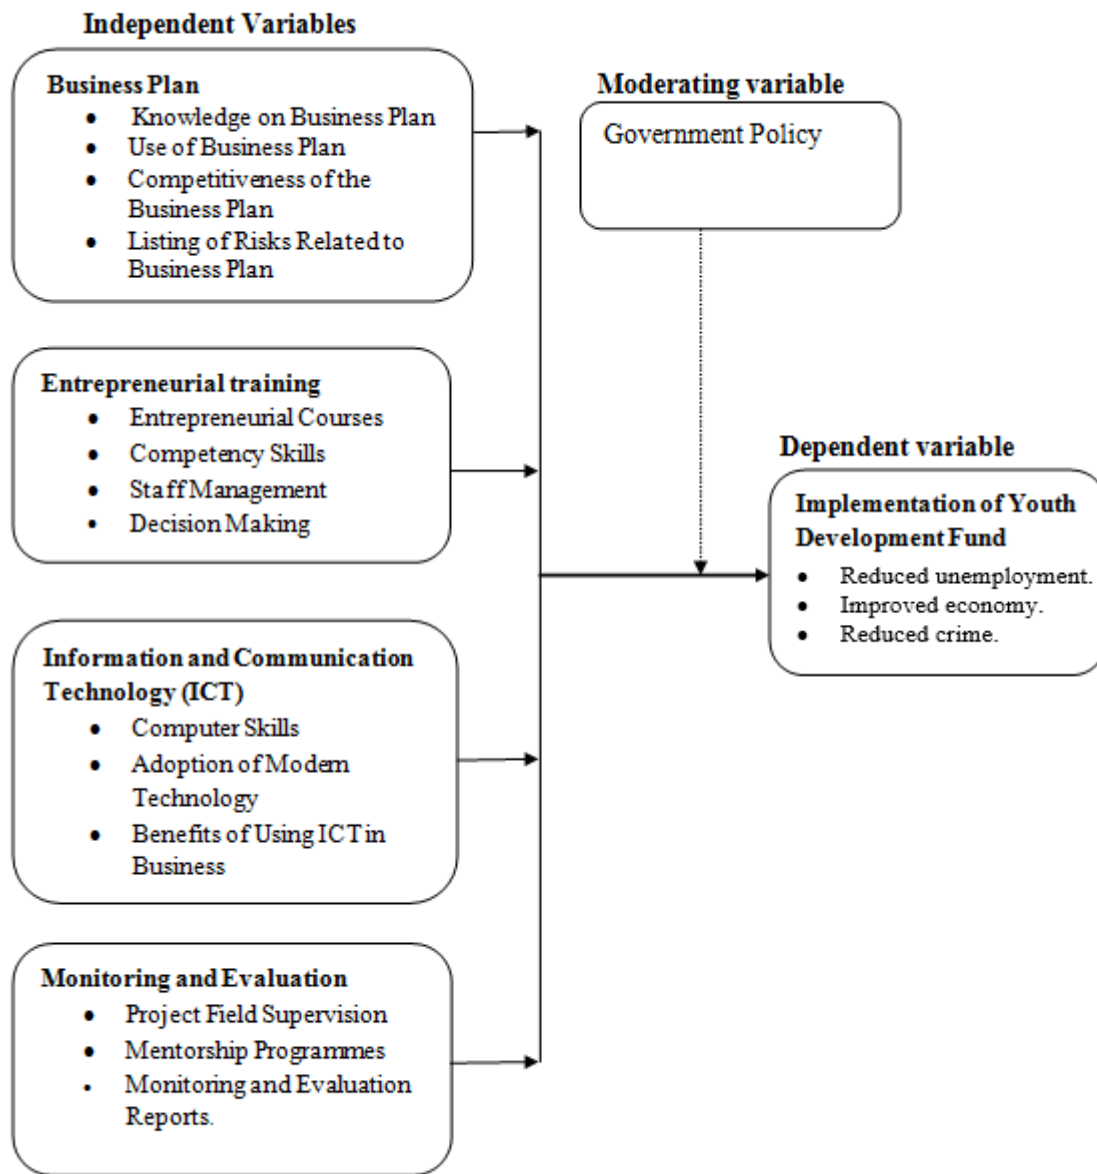 Independent Variables
Business Plan
• Knowledge on Business Plan
• Use of Business Plan
• Competitiveness of the
Business Plan
• Listing of Risks Related to
Business Plan
Moderating variable
Government Policy
Entrepreneurial training
• Entrepreneurial Courses
• Competency Skills
• Staff Management
• Decision Making
Dependent variable
Implementation of Youth
Development Fund
• Reduced unemployment.
• Improved economy.
• Reduced crime.
Information and Communication
Technology (ICT)
• Computer Skills
• Adoption of Modern
Technology
• Benefits of Using ICT in
Business
Monitoring and Evaluation
• Project Field Supervision
• Mentorship Programmes
• Monitoring and Evaluation
Reports.